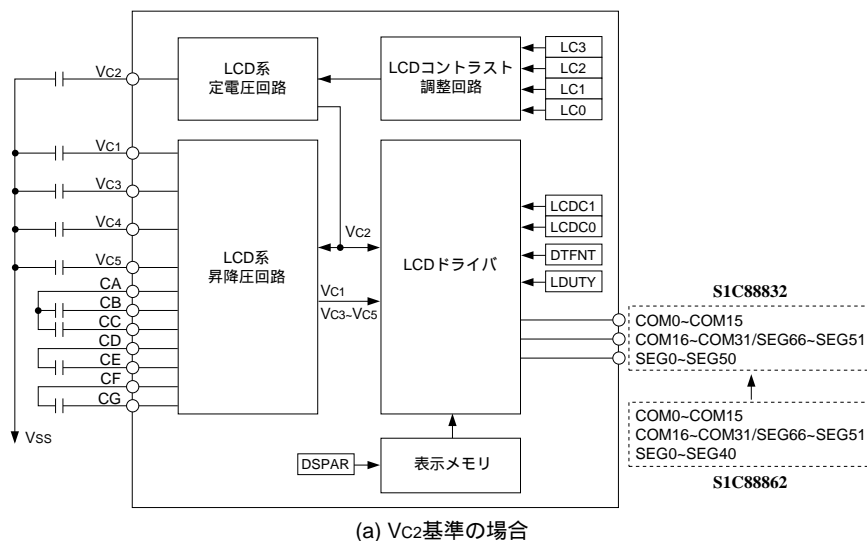 VC2
LCD系
定電圧回路
LCDコントラスト
調整回路
LC3
LC2
LC1
LC0
VC1
VC3
VC4
VC5
CA
CB
CC
CD
CE
CF
CG
VSS
LCD系
昇降圧回路
VC2
VC1
VC3~VC5
LCDドライバ
LCDC1
LCDC0
DTFNT
LDUTY
S1C88832
COM0~COM15
COM16~COM31/SEG66~SEG51
SEG0~SEG50
COM0~COM15
COM16~COM31/SEG66~SEG51
SEG0~SEG40
S1C88862
DSPAR
表示メモリ
(a) VC2基準の場合